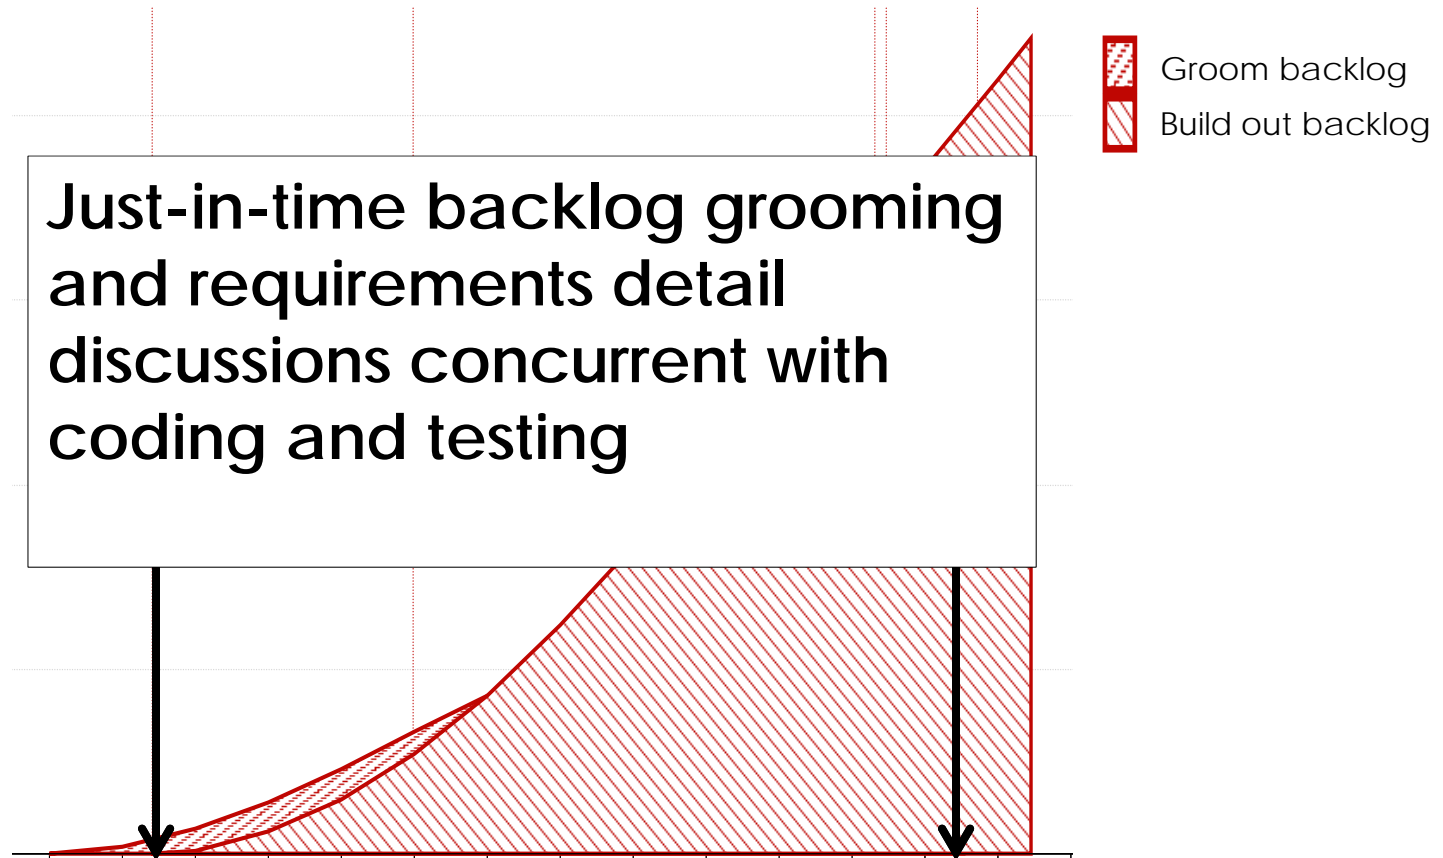 Groom backlog
Build out backlog
Just-in-time backlog grooming
and requirements detail
discussions concurrent with
coding and testing